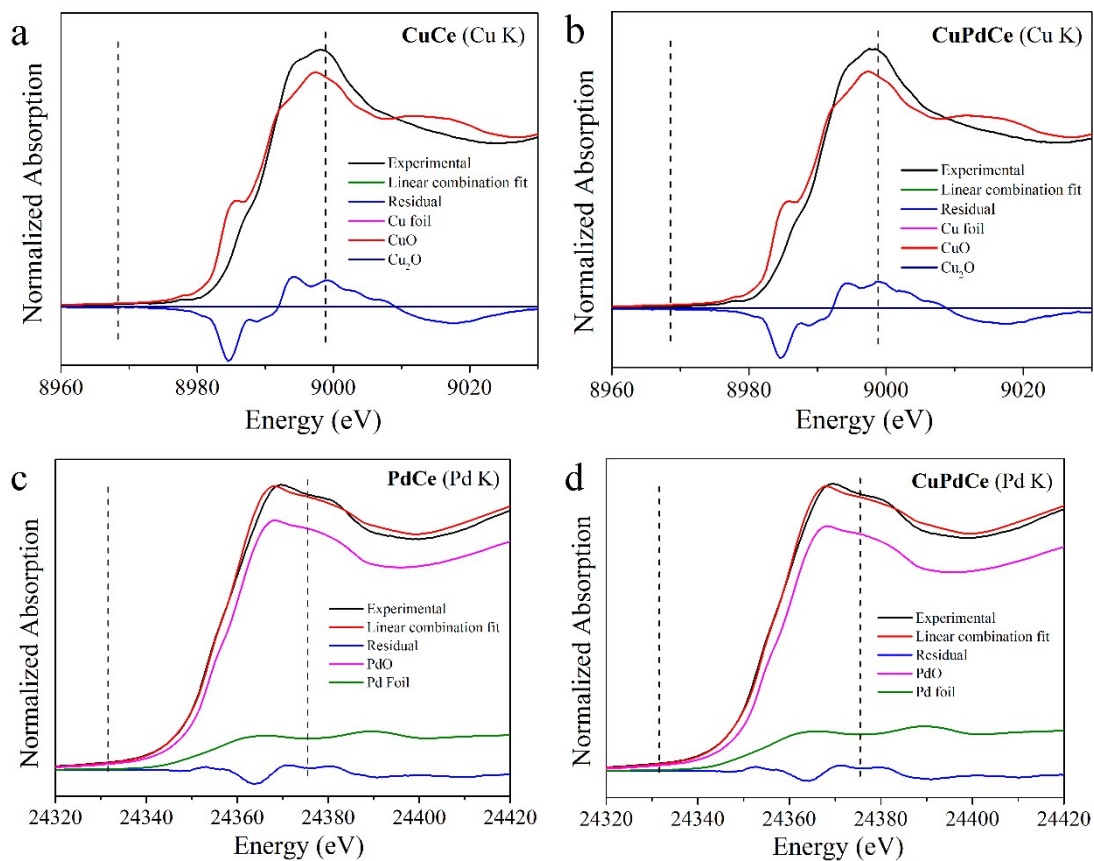 a
CuCe (Cu K)
Normalized Absorption
Experimental
Linear combination fit
Residual
Cu foil
CuO
Cu₂O
8960 8980 9000 9020
Energy (eV)
b
CuPdCe (Cu K)
Normalized Absorption
Experimental
Linear combination fit
Residual
Cu foil
CuO
Cu₂O
8960 8980 9000 9020
Energy (eV)
c
PdCe (Pd K)
Normalized Absorption
Experimental
Linear combination fit
Residual
PdO
Pd Foil
24320 24340 24360 24380 24400 24420
Energy (eV)
d
CuPdCe (Pd K)
Normalized Absorption
Experimental
Linear combination fit
Residual
PdO
Pd foil
24320 24340 24360 24380 24400 24420
Energy (eV)